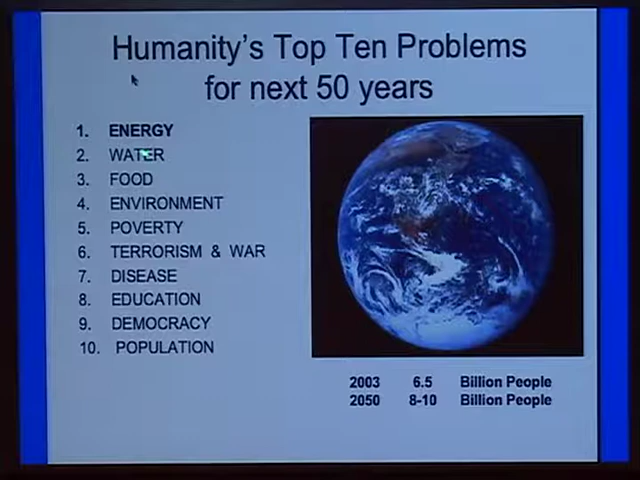 Humanity's Top Ten Problems
for next 50 years
1. ENERGY
2. WATER
3. FOOD
4. ENVIRONMENT
5. POVERTY
6. TERRORISM & WAR
7. DISEASE
8. EDUCATION
9. DEMOCRACY
10. POPULATION
2003 6.5 Billion People
2050 8-10 Billion People